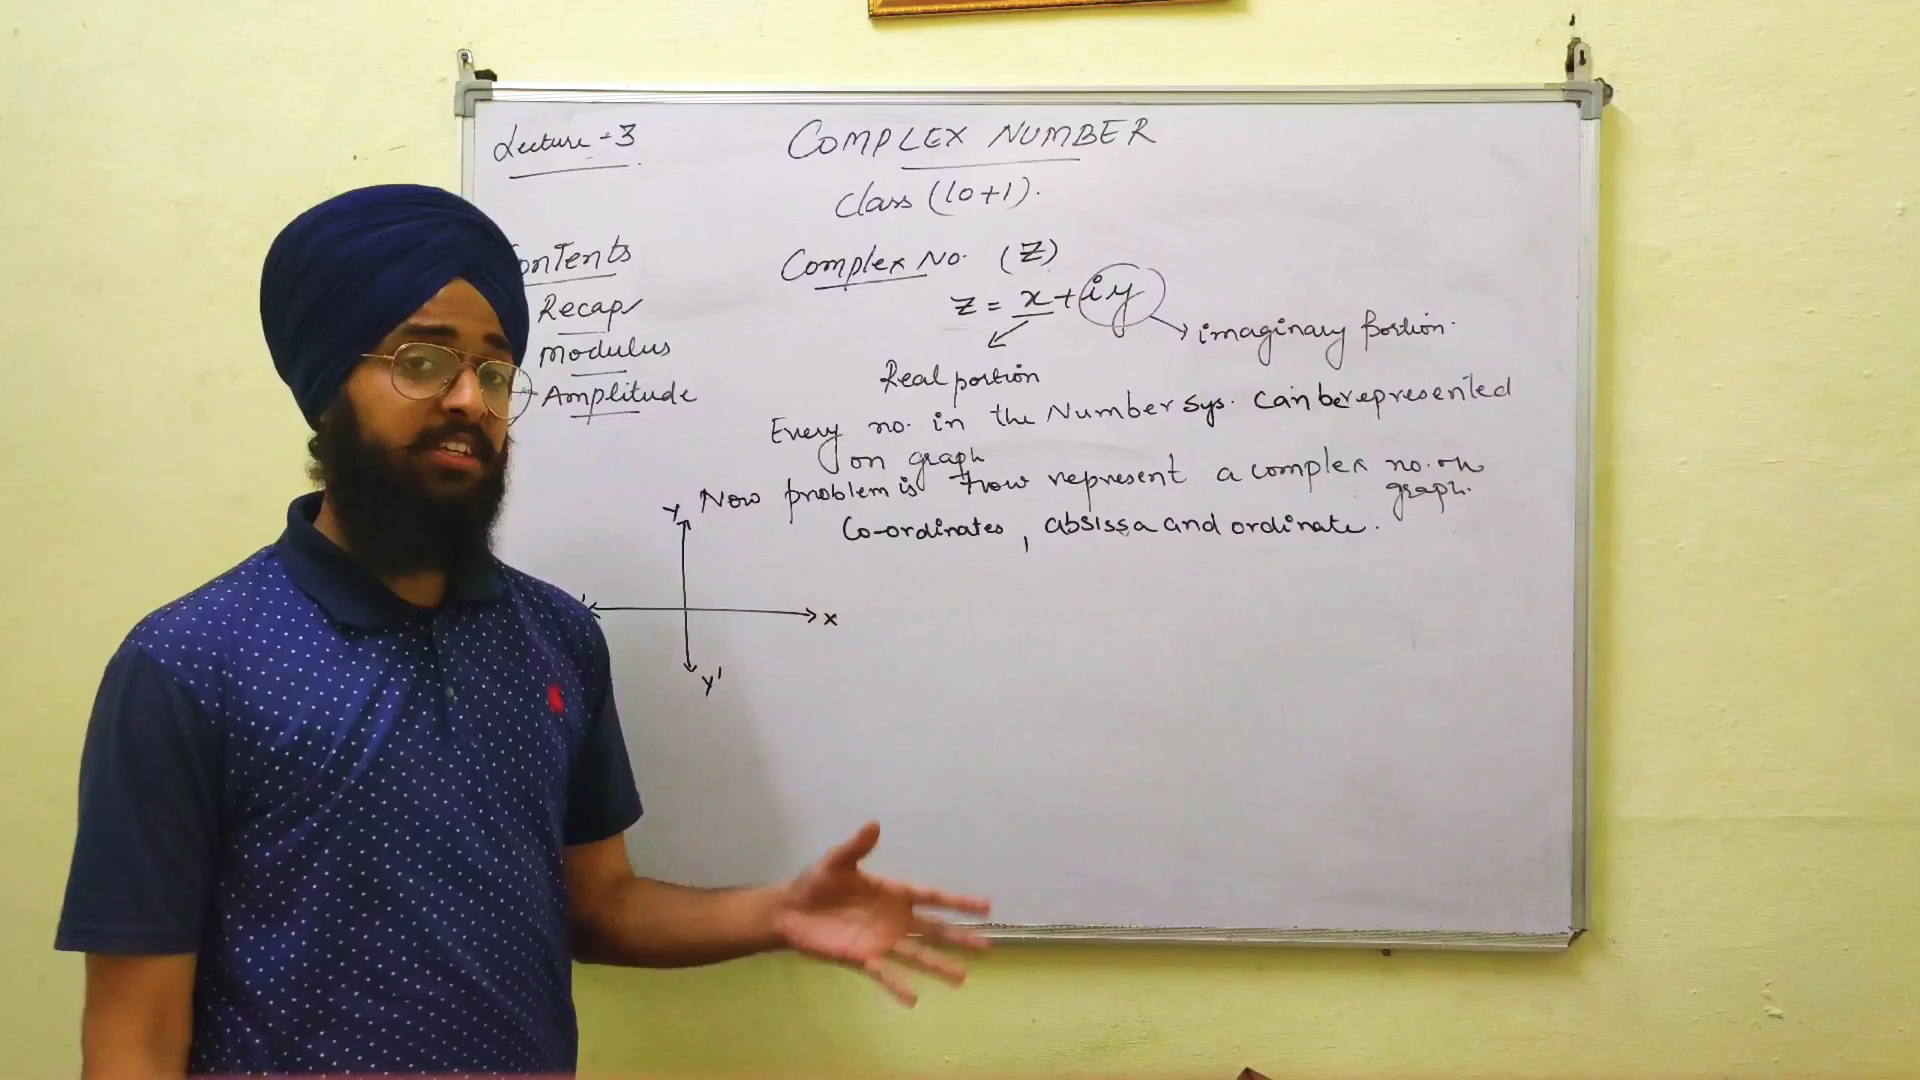 Lecture - 3
COMPLEX NUMBER
Class (10+1).
Contents
Recap
Modulus
Amplitude
Complex No. (Z)
z = x + iy
imaginary portion.
Real portion
Every no. in the Number Sys. can be represented
on graph
Now problem is how represent a complex no. on
graph.
Co-ordinates, absissa and ordinate.
Y
X
Y'